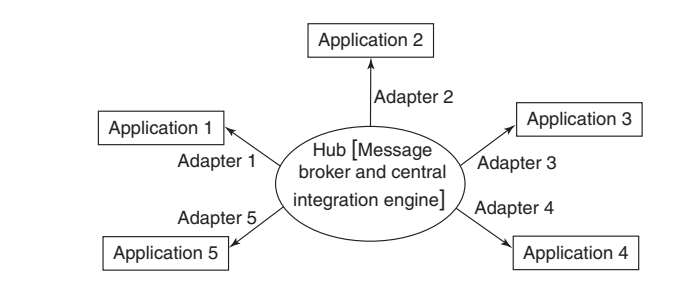 Application 2
Adapter 2
Application 1
Application 3
Adapter 1
Hub [Message
broker and central
integration engine]
Adapter 3
Adapter 5
Adapter 4
Application 5
Application 4